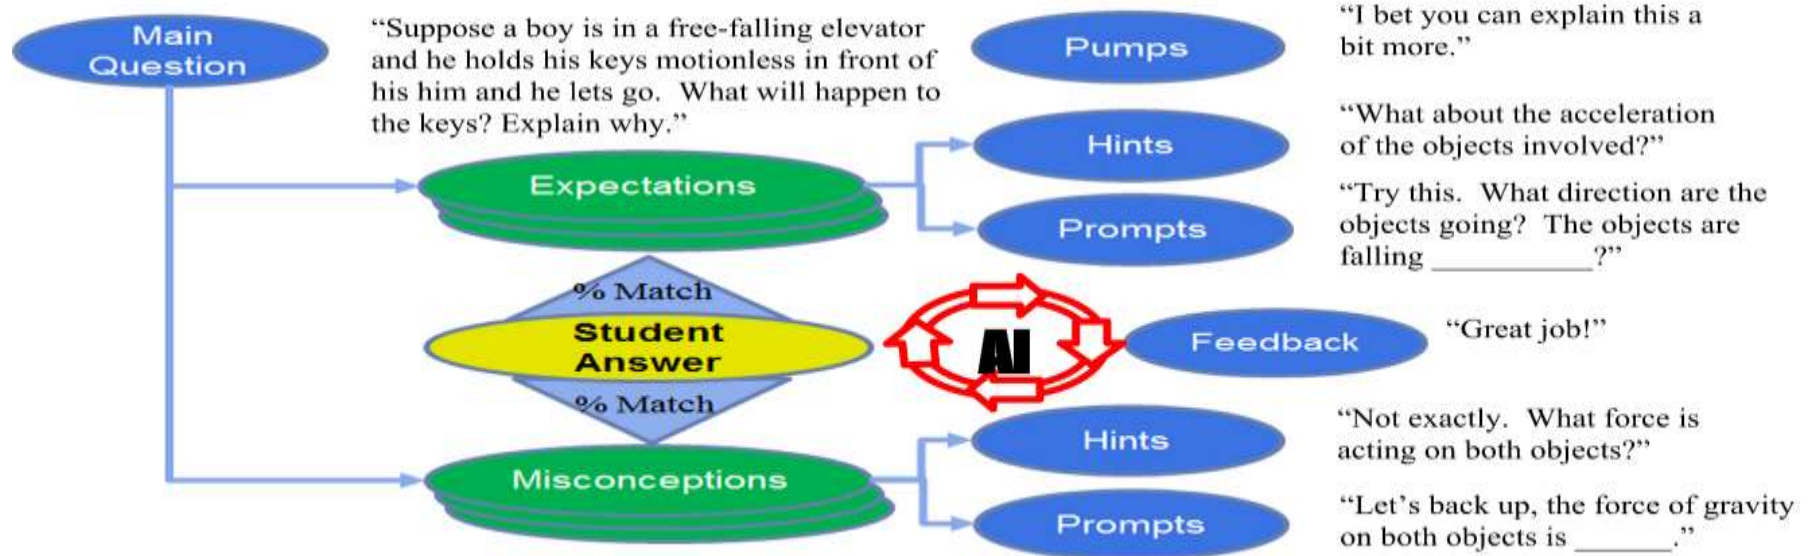 Main
Question
“Suppose a boy is in a free-falling elevator
and he holds his keys motionless in front of
his him and he lets go.  What will happen to
the keys? Explain why.”
Pumps
“I bet you can explain this a
bit more.”
Expectations
Hints
“What about the acceleration
of the objects involved?”
Prompts
“Try this.  What direction are the
objects going?  The objects are
falling ___________?”
% Match
Student
Answer
% Match
AI
Feedback
“Great job!”
Misconceptions
Hints
“Not exactly.  What force is
acting on both objects?”
Prompts
“Let’s back up, the force of gravity
on both objects is _______.”